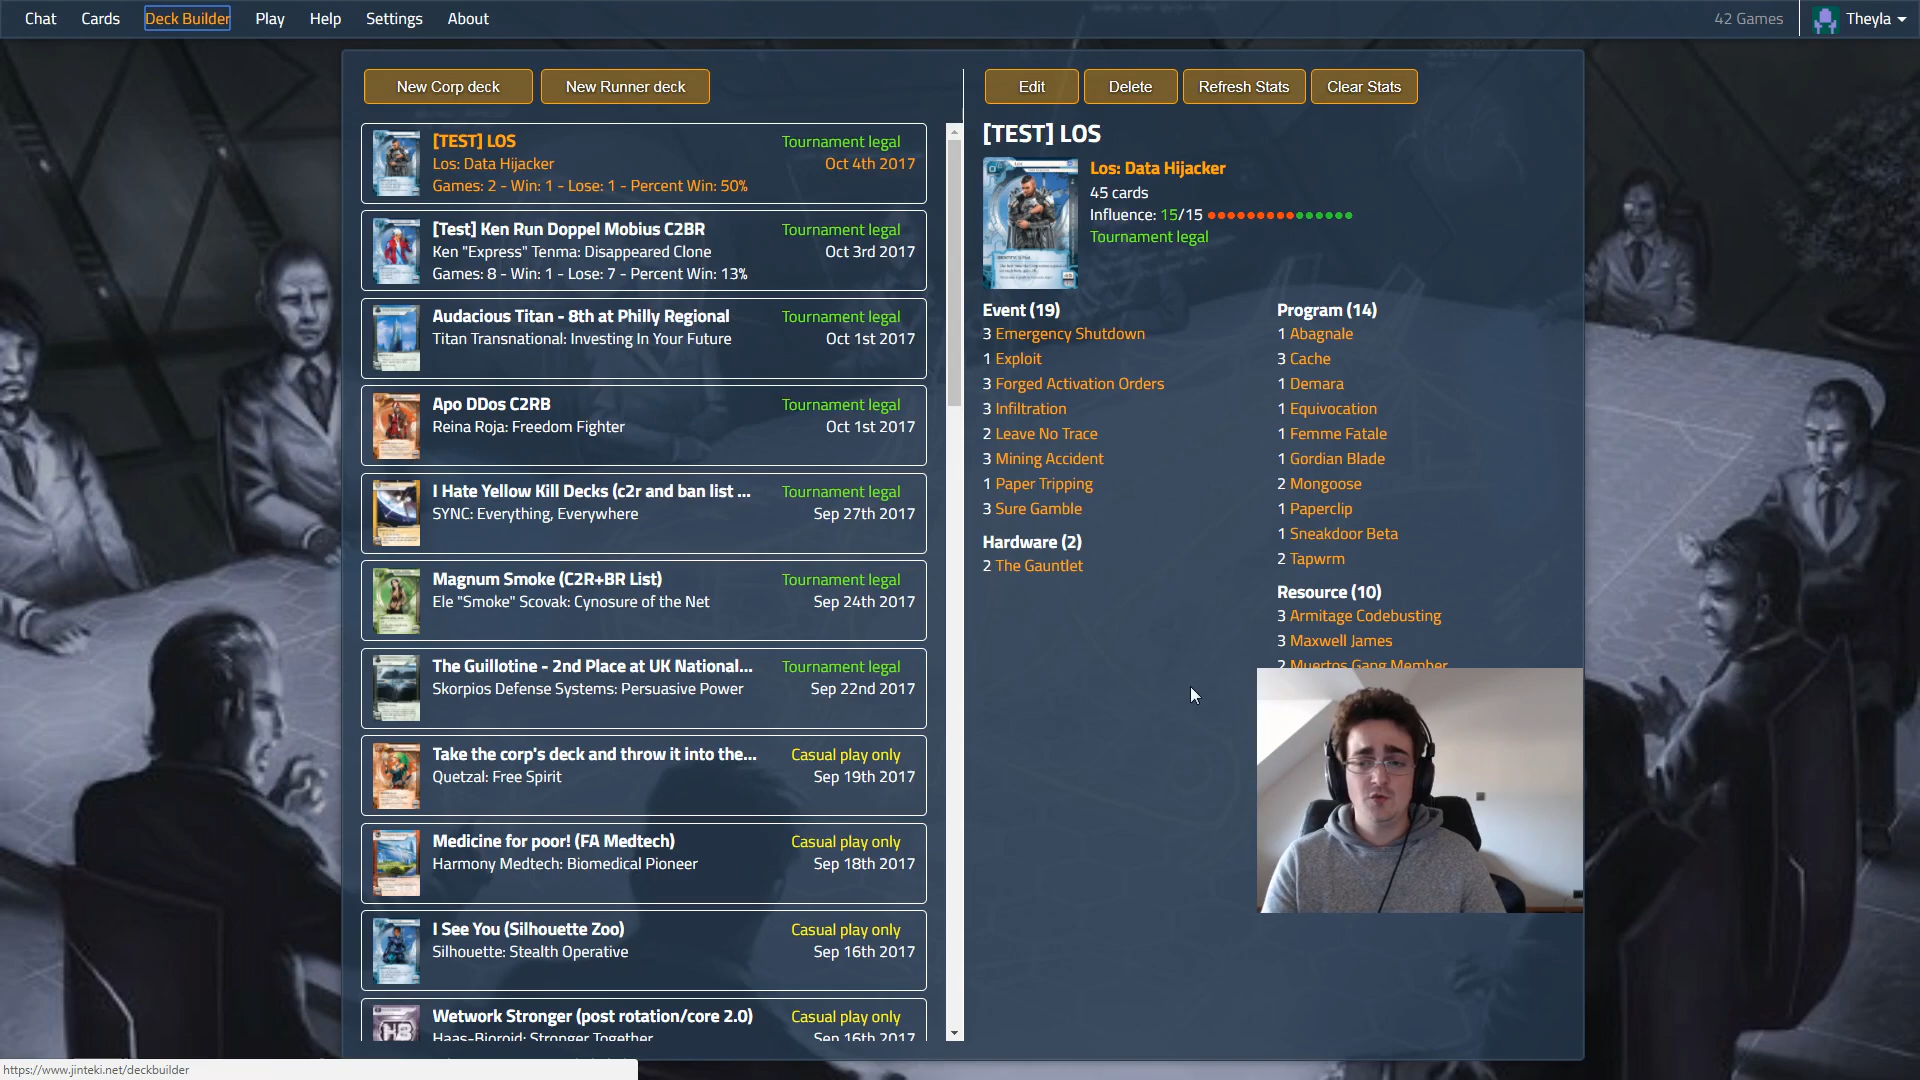 Chat Cards Deck Builder Play Help Settings About 42 Games Theyla
New Corp deck New Runner deck
[TEST] LOS Tournament legal
Los: Data Hijacker Oct 4th 2017
Games: 2 - Win: 1 - Lose: 1 - Percent Win: 50%
[Test] Ken Run Doppel Mobius C2BR Tournament legal
Ken "Express" Tenma: Disappeared Clone Oct 3rd 2017
Games: 8 - Win: 1 - Lose: 7 - Percent Win: 13%
Audacious Titan - 8th at Philly Regional Tournament legal
Titan Transnational: Investing In Your Future Oct 1st 2017
Apo DDos C2RB Tournament legal
Reina Roja: Freedom Fighter Oct 1st 2017
I Hate Yellow Kill Decks (c2r and ban list ... Tournament legal
SYNC: Everything, Everywhere Sep 27th 2017
Magnum Smoke (C2R+BR List) Tournament legal
Ele "Smoke" Scovak: Cynosure of the Net Sep 24th 2017
The Guillotine - 2nd Place at UK National... Tournament legal
Skorpios Defense Systems: Persuasive Power Sep 22nd 2017
Take the corp's deck and throw it into the... Casual play only
Quetzal: Free Spirit Sep 19th 2017
Medicine for poor! (FA Medtech) Casual play only
Harmony Medtech: Biomedical Pioneer Sep 18th 2017
I See You (Silhouette Zoo) Casual play only
Silhouette: Stealth Operative Sep 16th 2017
Wetwork Stronger (post rotation/core 2.0) Casual play only
Haas-Bioroid: Stronger Together Sep 16th 2017
Edit Delete Refresh Stats Clear Stats
[TEST] LOS
Los: Data Hijacker
45 cards
Influence: 15/15
Tournament legal
Event (19)
3 Emergency Shutdown
1 Exploit
3 Forged Activation Orders
3 Infiltration
2 Leave No Trace
3 Mining Accident
1 Paper Tripping
3 Sure Gamble
Hardware (2)
2 The Gauntlet
Program (14)
1 Abagnale
3 Cache
1 Demara
1 Equivocation
1 Femme Fatale
1 Gordian Blade
2 Mongoose
1 Paperclip
1 Sneakdoor Beta
2 Tapwrm
Resource (10)
3 Armitage Codebusting
3 Maxwell James
2 Muertos Gang Member
https://www.jinteki.net/deckbuilder